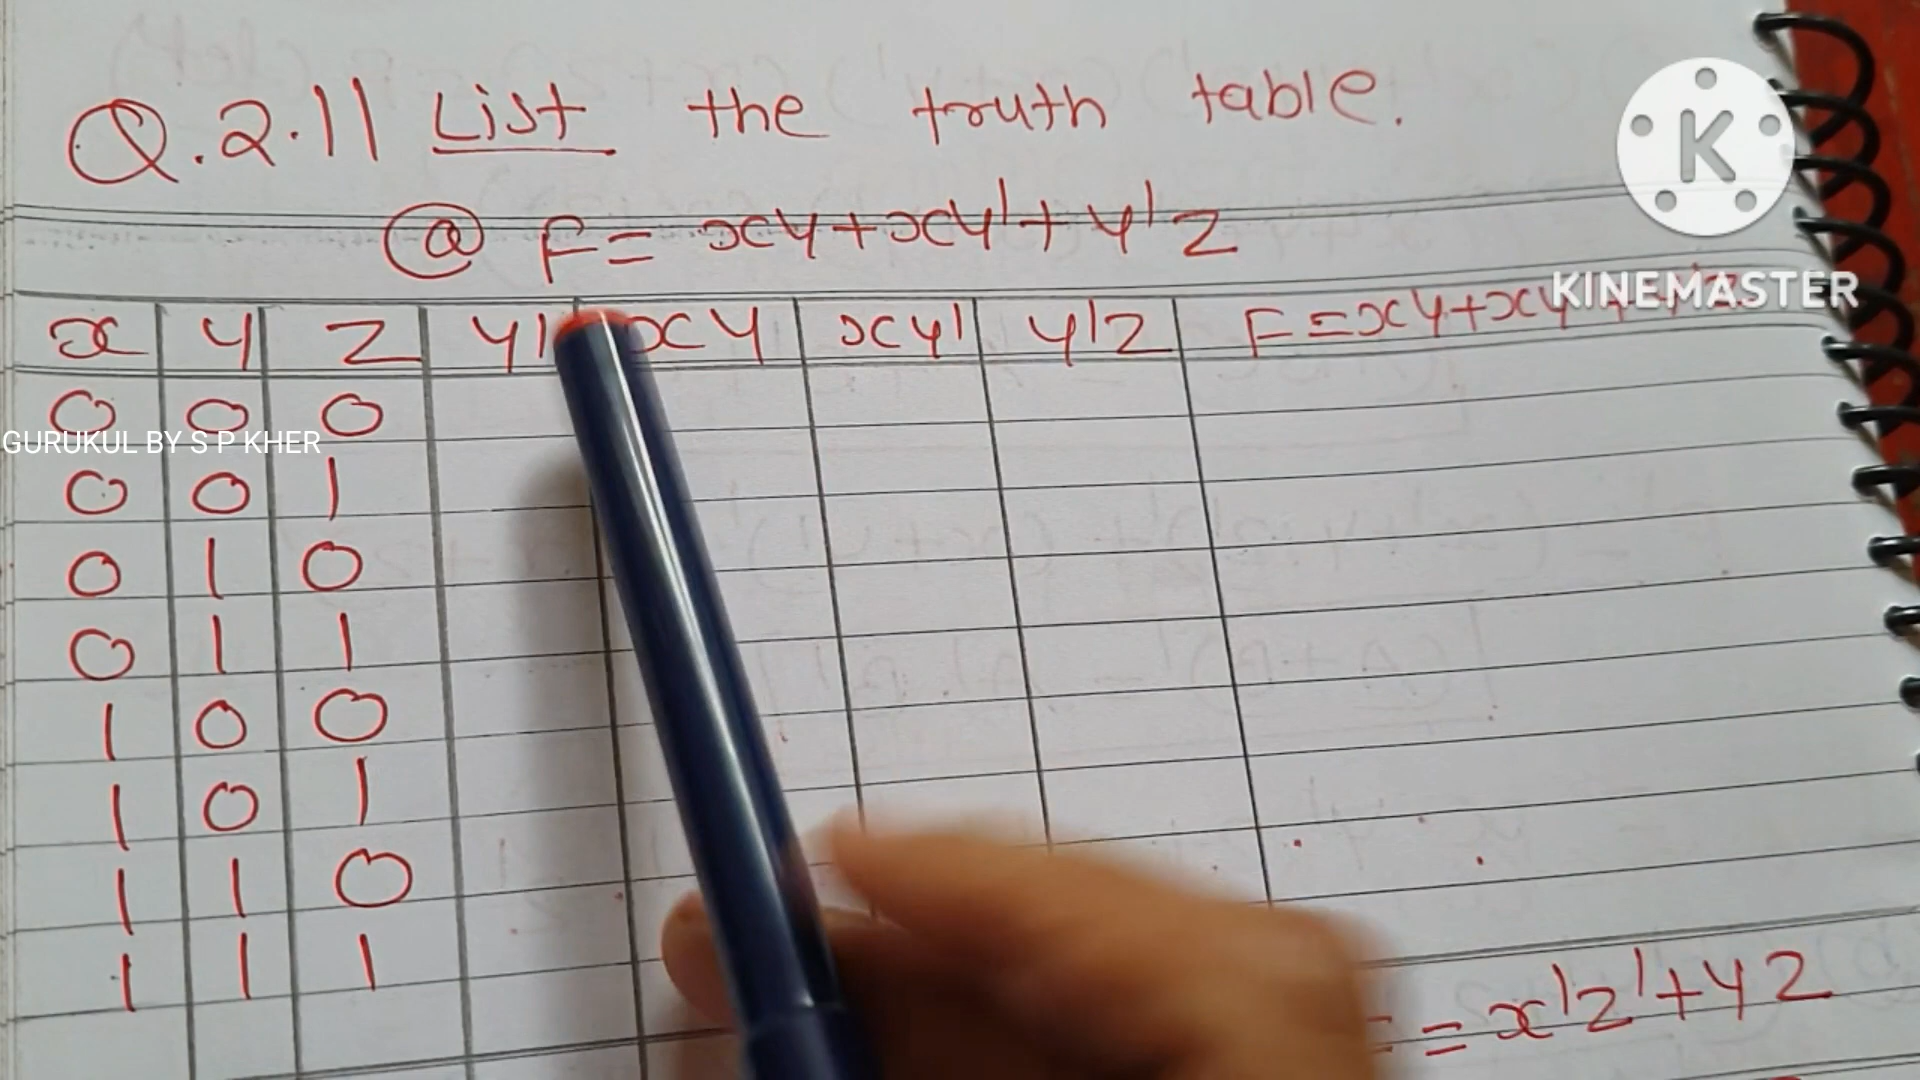 Q.2.11 List the truth table.
ⓐ F = xy+xy'+y'z
KINEMASTER
x y z y' xy xy' y'z F=xy+xy
0 0 0
GURUKUL BY S P KHER
0 0 1
0 1 0
0 1 1
1 0 0
1 0 1
1 1 0
1 1 1
= x'z'+yz